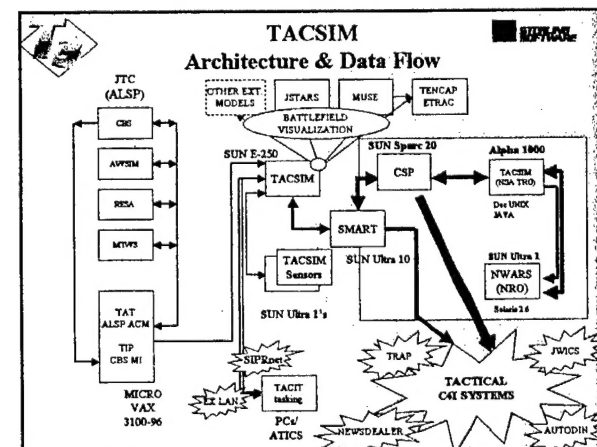 TACSIM
Architecture & Data Flow
STERLING
SOFTWARE
JTC
(ALSP)
CBS
AWSIM
RESA
MTWS
TAT
ALSP ACM
TIP
CBS MI
MICRO
VAX
3100-96
OTHER EXT.
MODELS
JSTARS
MUSE
TENCAP
ETRAC
BATTLEFIELD
VISUALIZATION
SUN E-250
TACSIM
SUN Sparc 20
CSP
Alpha 1000
TACSIM
(NSA TRO)
Dec UNIX
JAVA
SMART
SUN Ultra 10
TACSIM
Sensors
SUN Ultra 1's
SUN Ultra 1
NWARS
(NRO)
Solaris 2.6
SIPRnet
EX LAN
TACIT
tasking
PCs/
ATICS
TRAP
JWICS
TACTICAL
C4I SYSTEMS
NEWSDEALER
AUTODIN